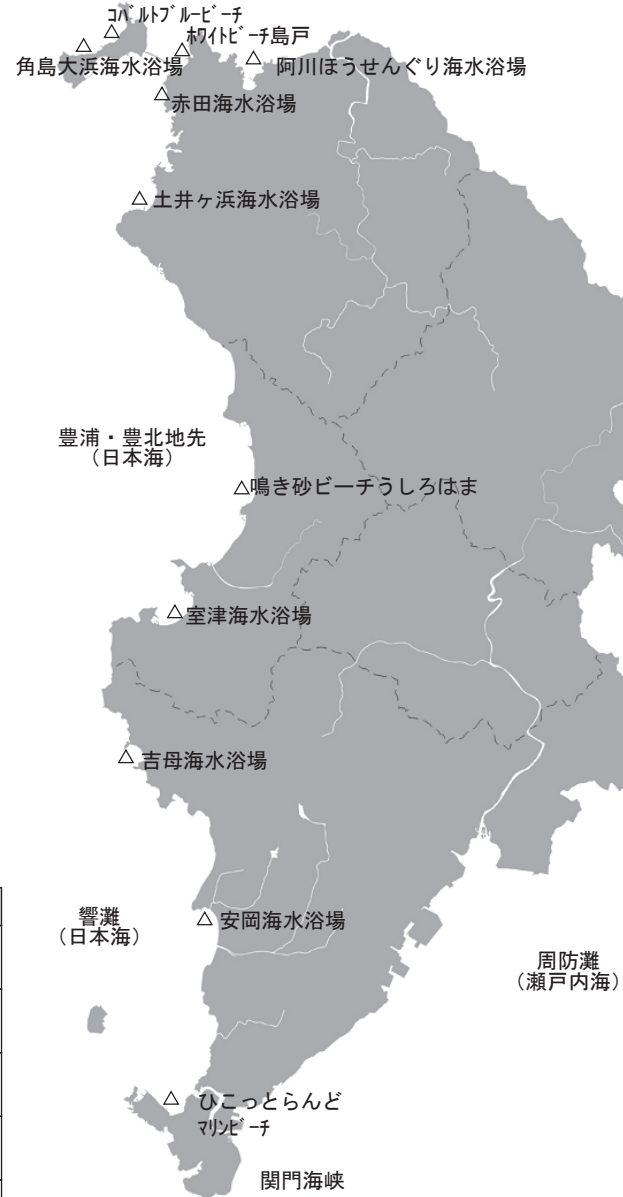 コバルトブルービーチ
ホワイトビーチ島戸
角島大浜海水浴場
阿川ほうせんぐり海水浴場
赤田海水浴場
土井ヶ浜海水浴場
豊浦・豊北地先
（日本海）
鳴き砂ビーチうしろはま
室津海水浴場
吉母海水浴場
響灘
（日本海）
安岡海水浴場
周防灘
（瀬戸内海）
ひこっとらんど
マリンビーチ
関門海峡